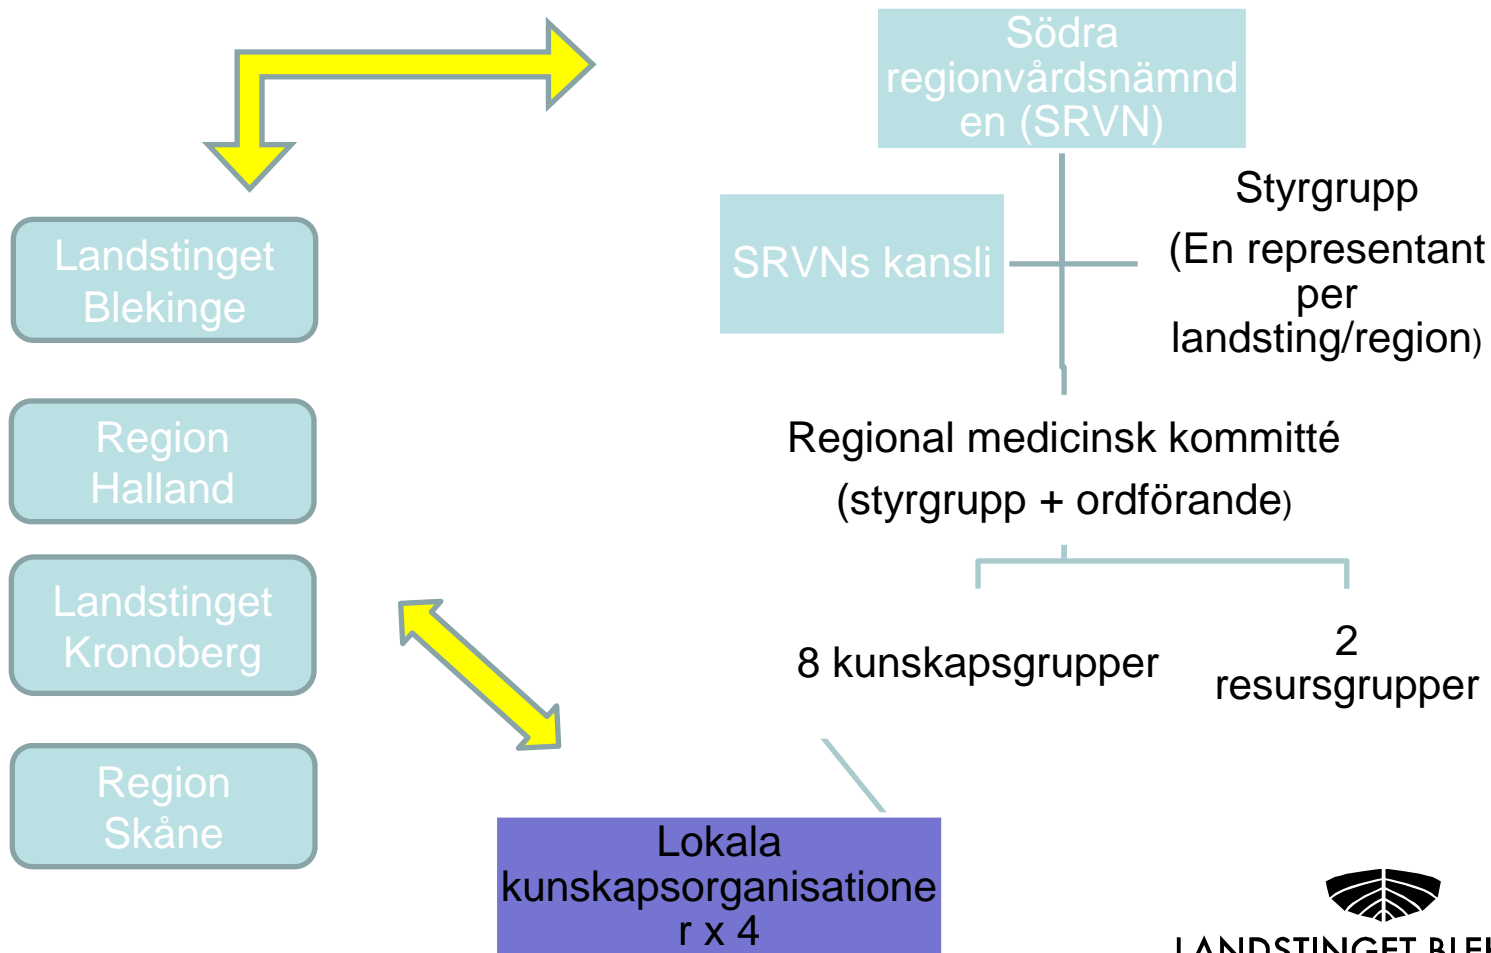 Södra
regionvårdsnämnd
en (SRVN)
Styrgrupp
(En representant
per
landsting/region)
SRVNs kansli
Landstinget
Blekinge
Region
Halland
Regional medicinsk kommitté
(styrgrupp + ordförande)
Landstinget
Kronoberg
8 kunskapsgrupper
2
resursgrupper
Region
Skåne
Lokala
kunskapsorganisatione
r x 4
LANDSTINGET